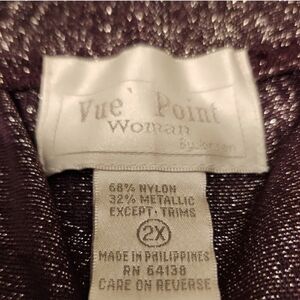 Vue' Point
Woman
68% NYLON
32% METALLIC
EXCEPT·TRIMS
2X
MADE IN PHILIPPINES
RN 64138
CARE ON REVERSE